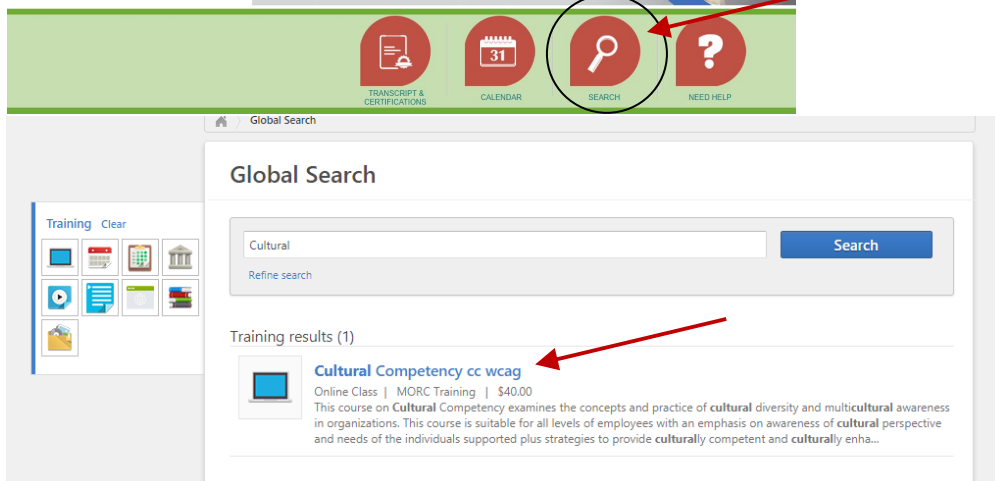 31
?
TRANSCRIPT &
CERTIFICATIONS
CALENDAR
SEARCH
NEED HELP
Global Search
Global Search
Training Clear
Cultural
Search
Refine search
Training results (1)
Cultural Competency cc wcag
Online Class | MORC Training | $40.00
This course on Cultural Competency examines the concepts and practice of cultural diversity and multicultural awareness
in organizations. This course is suitable for all levels of employees with an emphasis on awareness of cultural perspective
and needs of the individuals supported plus strategies to provide culturally competent and culturally enha...